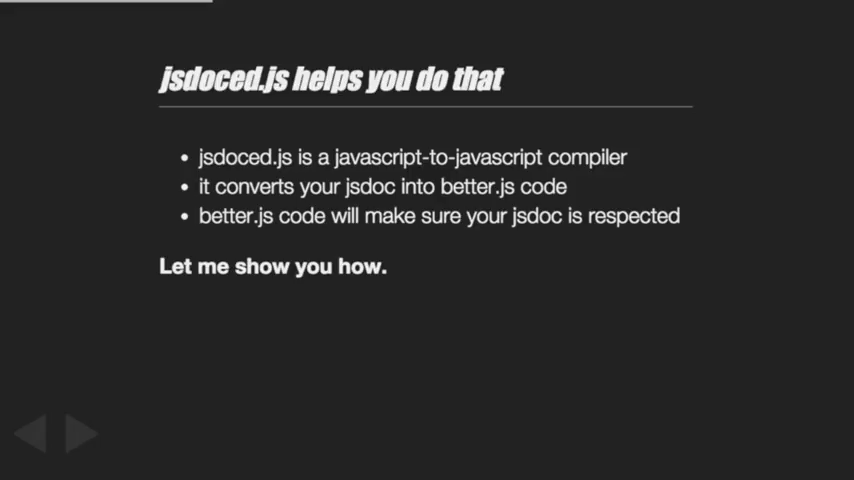 jsdoced.js helps you do that
• jsdoced.js is a javascript-to-javascript compiler
• it converts your jsdoc into better.js code
• better.js code will make sure your jsdoc is respected
Let me show you how.